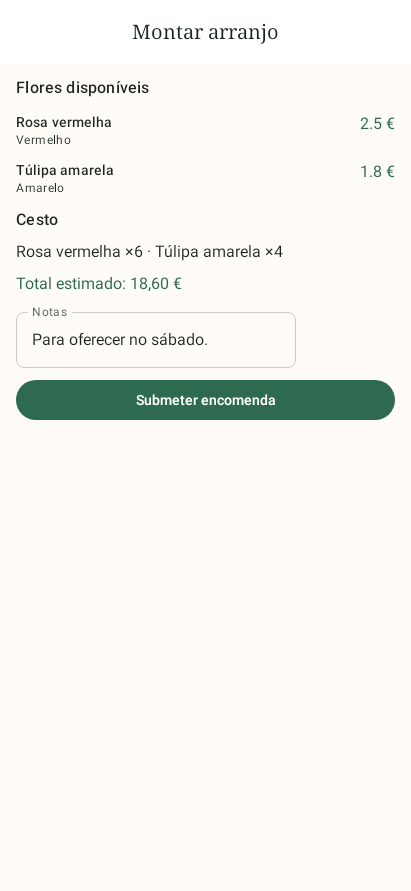 Montar arranjo
Flores disponíveis
Rosa vermelha
2.5 €
Vermelho
Túlipa amarela
1.8 €
Amarelo
Cesto
Rosa vermelha ×6 · Túlipa amarela ×4
Total estimado: 18,60 €
Notas
Para oferecer no sábado.
Submeter encomenda